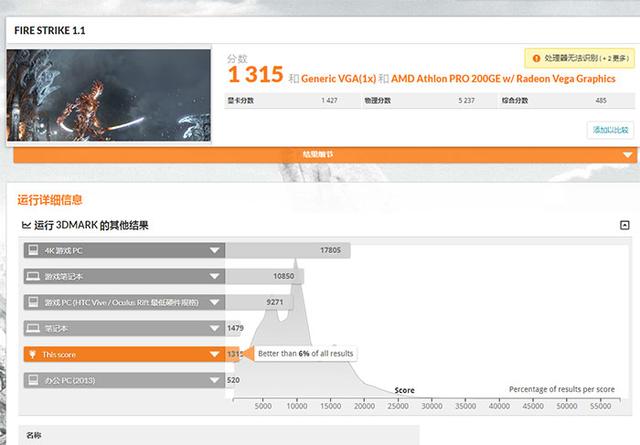 FIRE STRIKE 1.1
分数
处理器无法识别 (+ 2 更多)
1 315 和 Generic VGA(1x) 和 AMD Athlon PRO 200GE w/ Radeon Vega Graphics
显卡分数 1 427 物理分数 5 237 综合分数 485
添加以比较
结果细节
运行详细信息
运行 3DMARK 的其他结果
4K 游戏 PC 17805
游戏笔记本 10850
游戏 PC (HTC Vive / Oculus Rift 最低硬件规格) 9271
笔记本 1479
This score 1315 Better than 6% of all results
办公 PC (2013) 520
Score Percentage of results per score
5000 10000 15000 20000 25000 30000 35000 40000 45000 50000 55000
名称